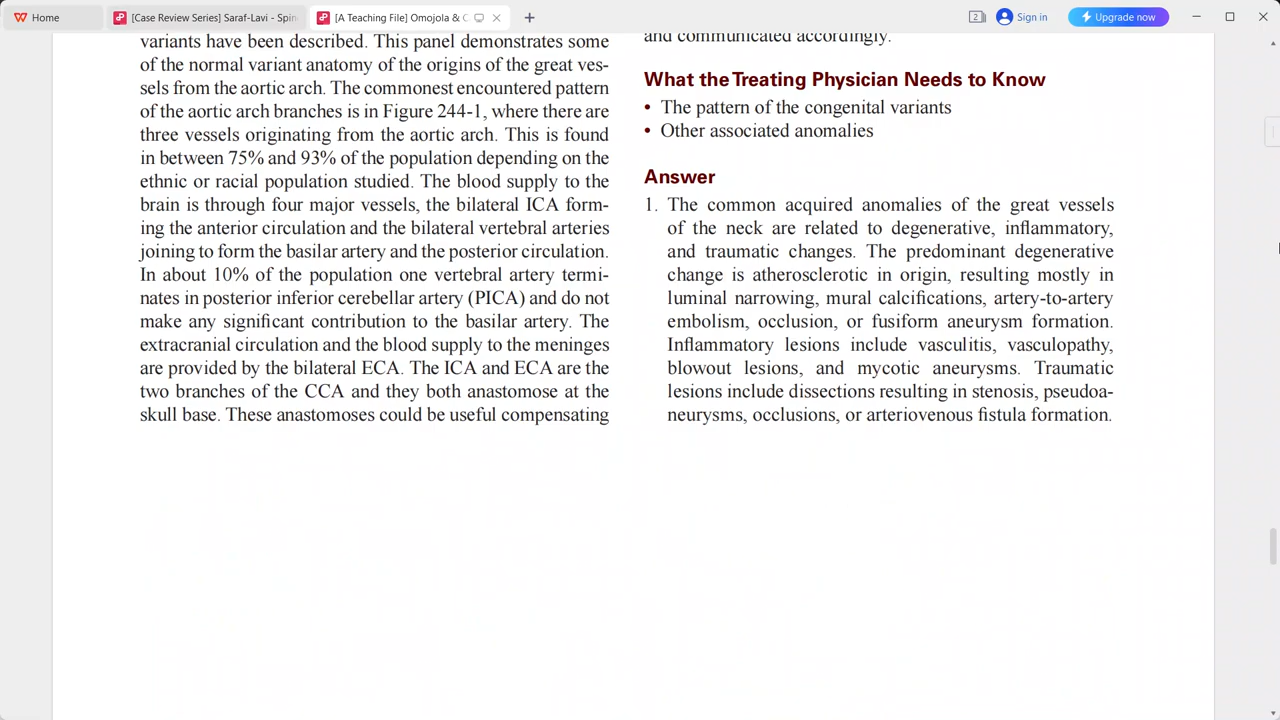 Home
[Case Review Series] Saraf-Lavi - Spin
[A Teaching File] Omojola & C
2
Sign in
Upgrade now
variants have been described. This panel demonstrates some
of the normal variant anatomy of the origins of the great ves-
sels from the aortic arch. The commonest encountered pattern
of the aortic arch branches is in Figure 244-1, where there are
three vessels originating from the aortic arch. This is found
in between 75% and 93% of the population depending on the
ethnic or racial population studied. The blood supply to the
brain is through four major vessels, the bilateral ICA form-
ing the anterior circulation and the bilateral vertebral arteries
joining to form the basilar artery and the posterior circulation.
In about 10% of the population one vertebral artery termi-
nates in posterior inferior cerebellar artery (PICA) and do not
make any significant contribution to the basilar artery. The
extracranial circulation and the blood supply to the meninges
are provided by the bilateral ECA. The ICA and ECA are the
two branches of the CCA and they both anastomose at the
skull base. These anastomoses could be useful compensating
and communicated accordingly.
What the Treating Physician Needs to Know
• The pattern of the congenital variants
• Other associated anomalies
Answer
1. The common acquired anomalies of the great vessels
of the neck are related to degenerative, inflammatory,
and traumatic changes. The predominant degenerative
change is atherosclerotic in origin, resulting mostly in
luminal narrowing, mural calcifications, artery-to-artery
embolism, occlusion, or fusiform aneurysm formation.
Inflammatory lesions include vasculitis, vasculopathy,
blowout lesions, and mycotic aneurysms. Traumatic
lesions include dissections resulting in stenosis, pseudoa-
neurysms, occlusions, or arteriovenous fistula formation.